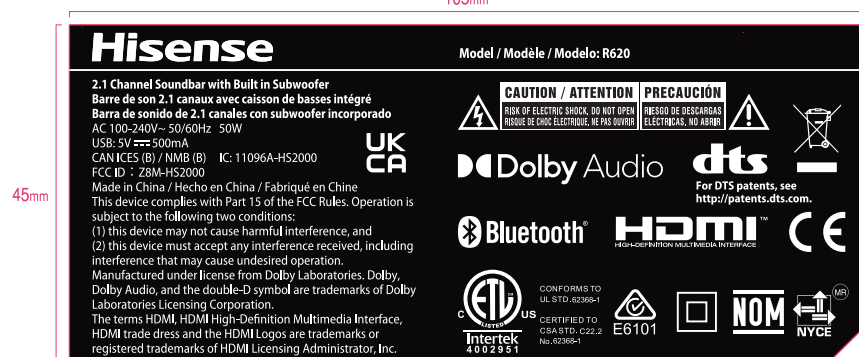 Hisense
Model / Modèle / Modelo: R620
2.1 Channel Soundbar with Built in Subwoofer
Barre de son 2.1 canaux avec caisson de basses intégré
Barra de sonido de 2.1 canales con subwoofer incorporado
AC 100-240V~ 50/60Hz 50W
USB: 5V ⎓ 500mA
CAN ICES (B) / NMB (B) IC: 11096A-HS2000
FCC ID：Z8M-HS2000
Made in China / Hecho en China / Fabriqué en Chine
This device complies with Part 15 of the FCC Rules. Operation is
subject to the following two conditions:
(1) this device may not cause harmful interference, and
(2) this device must accept any interference received, including
interference that may cause undesired operation.
Manufactured under license from Dolby Laboratories. Dolby,
Dolby Audio, and the double-D symbol are trademarks of Dolby
Laboratories Licensing Corporation.
The terms HDMI, HDMI High-Definition Multimedia Interface,
HDMI trade dress and the HDMI Logos are trademarks or
registered trademarks of HDMI Licensing Administrator, Inc.
UK
CA
CAUTION / ATTENTION
RISK OF ELECTRIC SHOCK, DO NOT OPEN
RISQUE DE CHOC ÉLECTRIQUE, NE PAS OUVRIR
PRECAUCIÓN
RIESGO DE DESCARGAS
ELÉCTRICAS, NO ABRIR
Dolby Audio
dts
For DTS patents, see
http://patents.dts.com.
Bluetooth®
HDMI™
HIGH-DEFINITION MULTIMEDIA INTERFACE
CE
C ETL US
LISTED
Intertek
4002951
CONFORMS TO
UL STD.62368-1
CERTIFIED TO
CSA STD. C22.2
No.62368-1
E6101
NOM
NYCE
MR
45mm